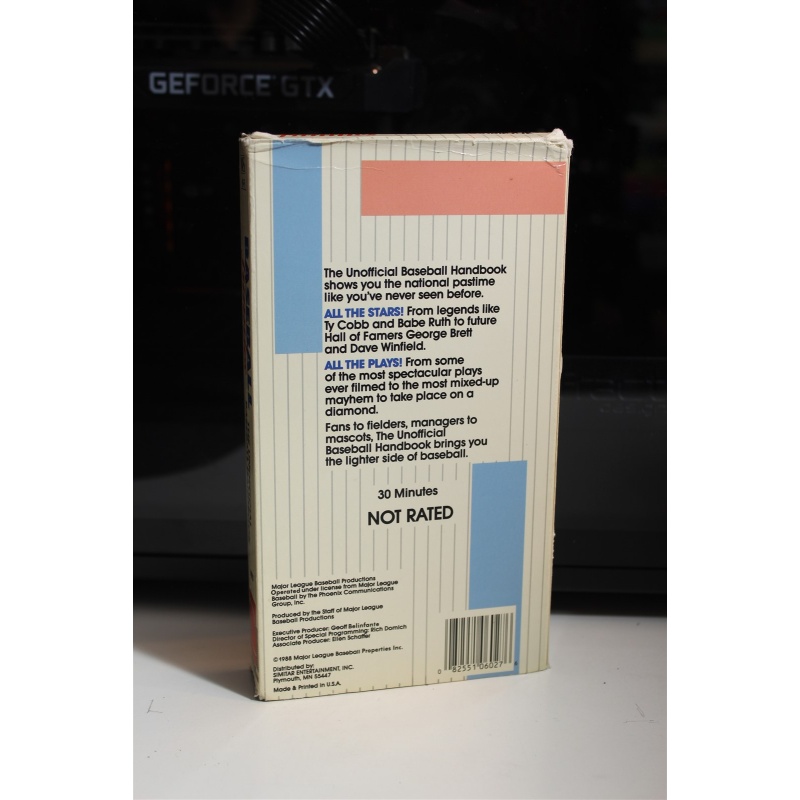 GEFORCE GTX
The Unofficial Baseball Handbook
shows you the national pastime
like you've never seen before.
ALL THE STARS! From legends like
Ty Cobb and Babe Ruth to future
Hall of Famers George Brett
and Dave Winfield.
ALL THE PLAYS! From some
of the most spectacular plays
ever filmed to the most mixed-up
mayhem to take place on a
diamond.
Fans to fielders, managers to
mascots, The Unofficial
Baseball Handbook brings you
the lighter side of baseball.
30 Minutes
NOT RATED
Major League Baseball Productions
Operated under license from Major League
Baseball by the Phoenix Communications
Group, Inc.
Produced by the Staff of Major League
Baseball Productions
Executive Producer: Geoff Belinfante
Director of Special Programming: Rich Domich
Associate Producer: Ellen Schaffer
©1988 Major League Baseball Properties Inc.
Distributed by:
SIMITAR ENTERTAINMENT, INC.
Plymouth, MN 55447
Made & Printed in U.S.A.
0 82551 06027